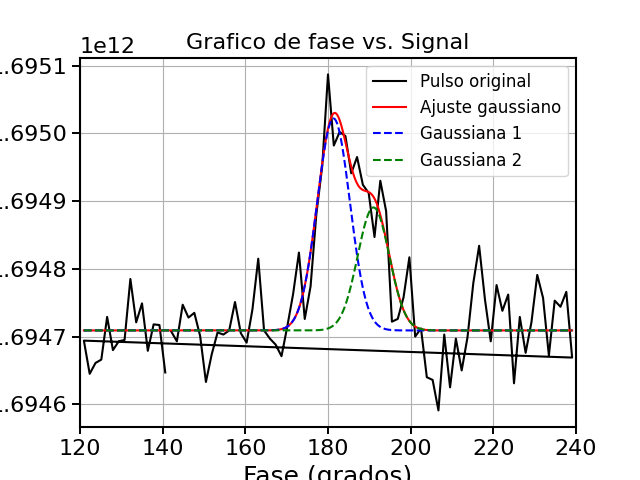 Grafico de fase vs. Signal
1e12
.6951
.6950
.6949
.6948
.6947
.6946
Pulso original
Ajuste gaussiano
Gaussiana 1
Gaussiana 2
120 140 160 180 200 220 240
Fase (grados)